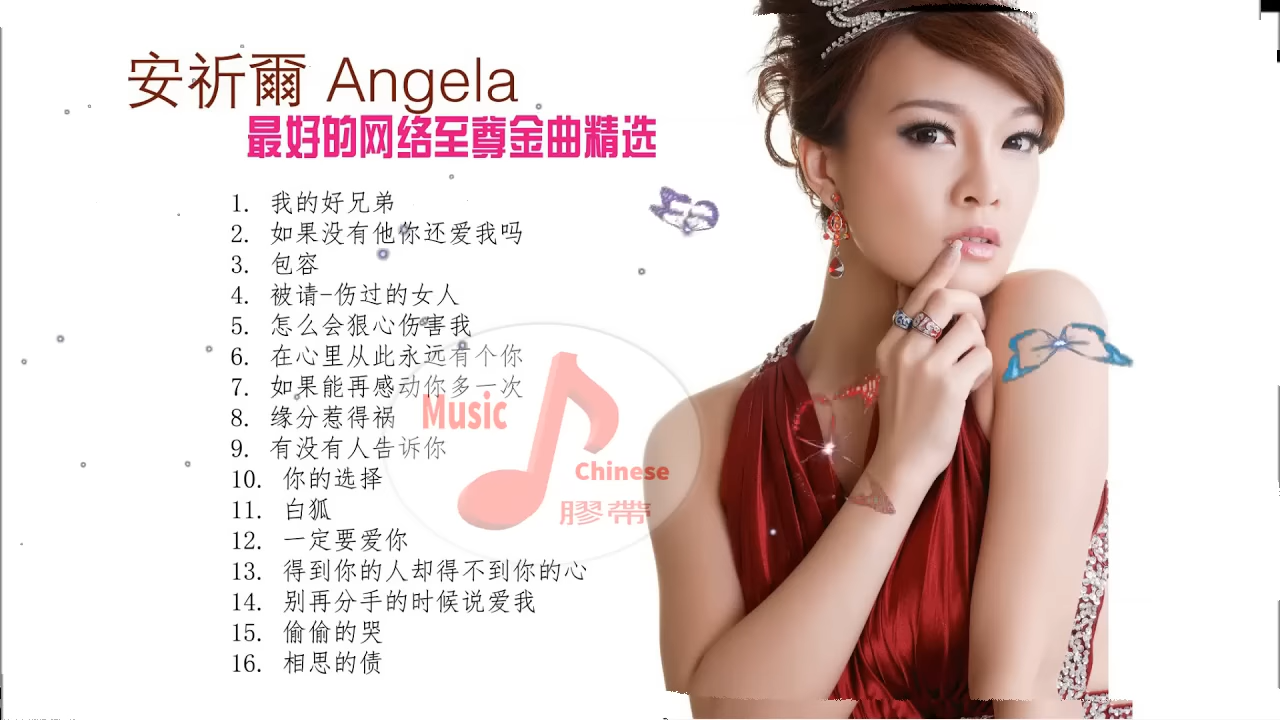 安祈爾 Angela
最好的网络至尊金曲精选
1. 我的好兄弟
2. 如果没有他你还爱我吗
3. 包容
4. 被请-伤过的女人
5. 怎么会狠心伤害我
6. 在心里从此永远有个你
7. 如果能再感动你多一次
8. 缘分惹得祸
9. 有没有人告诉你
10. 你的选择
11. 白狐
12. 一定要爱你
13. 得到你的人却得不到你的心
14. 别再分手的时候说爱我
15. 偷偷的哭
16. 相思的债
Music
Chinese
膠帶